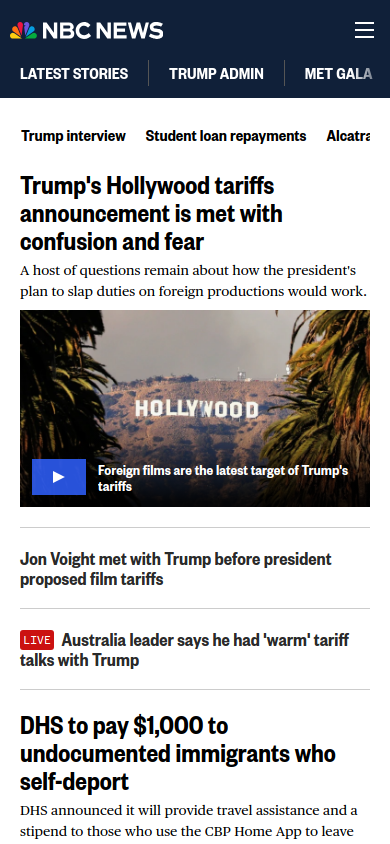 NBC NEWS
LATEST STORIES
TRUMP ADMIN
MET GALA
Trump interview
Student loan repayments
Alcatra
Trump's Hollywood tariffs
announcement is met with
confusion and fear
A host of questions remain about how the president's
plan to slap duties on foreign productions would work.
HOLLYWOOD
Foreign films are the latest target of Trump's
tariffs
Jon Voight met with Trump before president
proposed film tariffs
LIVE Australia leader says he had 'warm' tariff
talks with Trump
DHS to pay $1,000 to
undocumented immigrants who
self-deport
DHS announced it will provide travel assistance and a
stipend to those who use the CBP Home App to leave